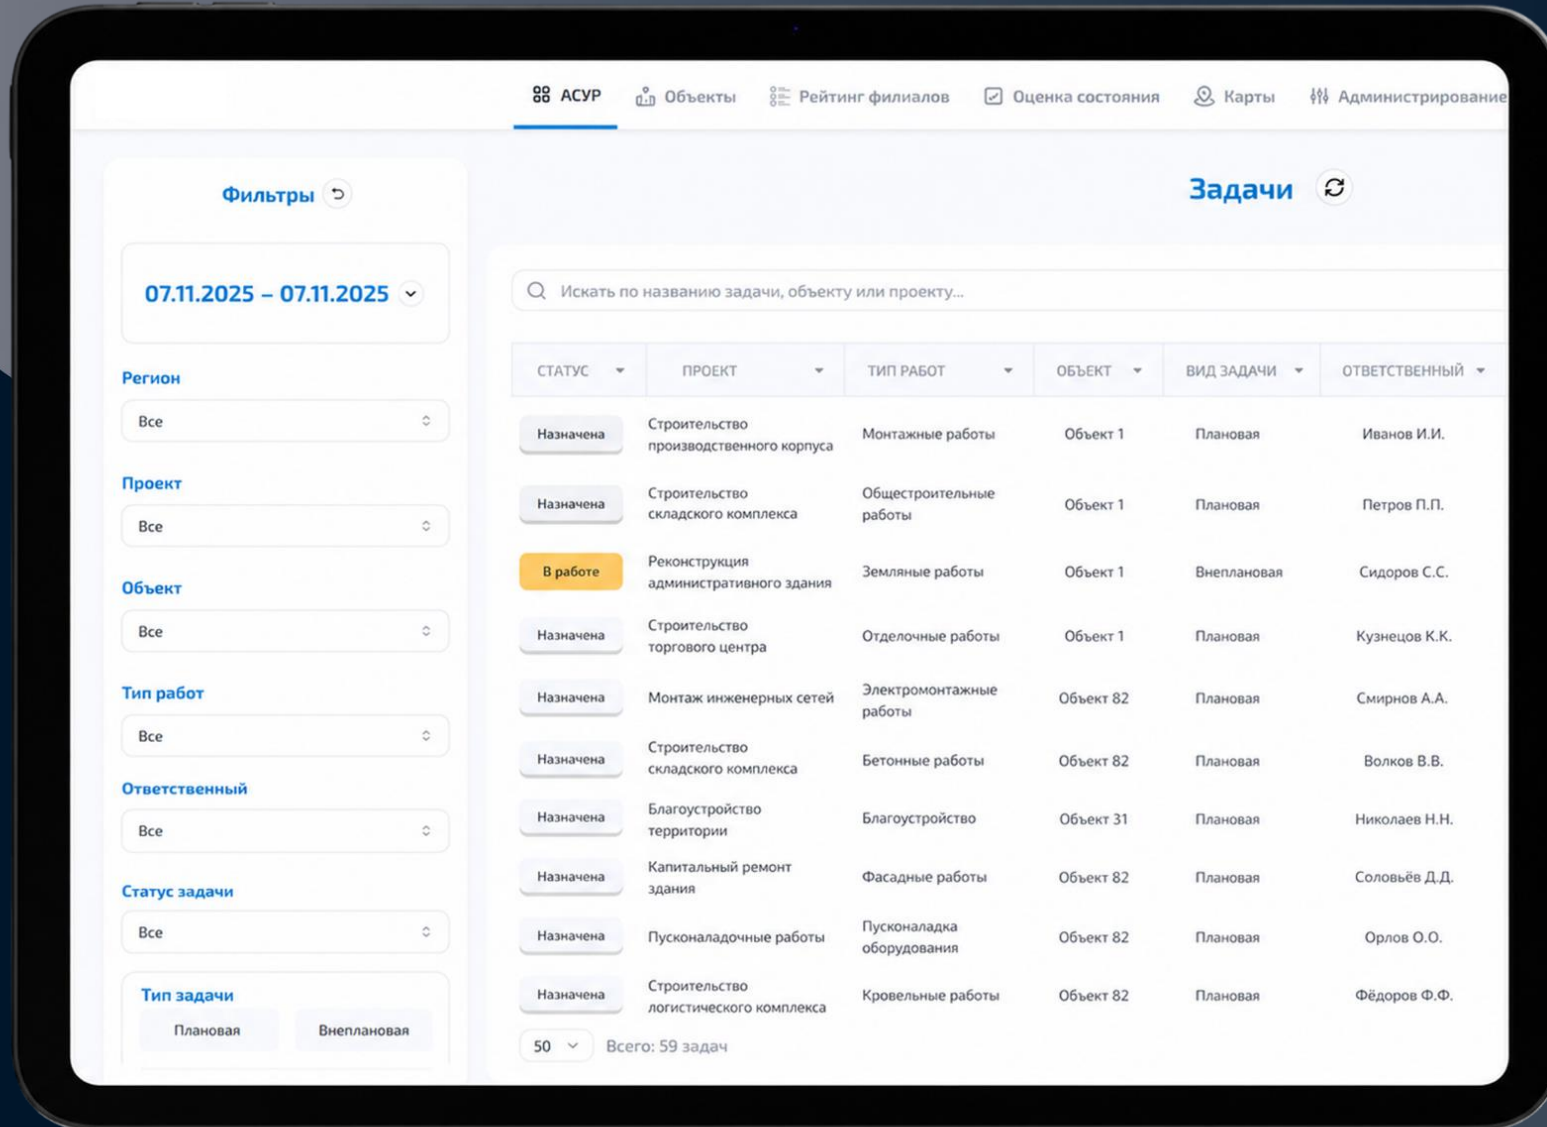 АСУР Объекты Рейтинг филиалов Оценка состояния Карты Администрирование
Фильтры
07.11.2025 – 07.11.2025
Регион
Все
Проект
Все
Объект
Все
Тип работ
Все
Ответственный
Все
Статус задачи
Все
Тип задачи
Плановая Внеплановая
Задачи
Искать по названию задачи, объекту или проекту...
СТАТУС ПРОЕКТ ТИП РАБОТ ОБЪЕКТ ВИД ЗАДАЧИ ОТВЕТСТВЕННЫЙ
Назначена Строительство производственного корпуса Монтажные работы Объект 1 Плановая Иванов И.И.
Назначена Строительство складского комплекса Общестроительные работы Объект 1 Плановая Петров П.П.
В работе Реконструкция административного здания Земляные работы Объект 1 Внеплановая Сидоров С.С.
Назначена Строительство торгового центра Отделочные работы Объект 1 Плановая Кузнецов К.К.
Назначена Монтаж инженерных сетей Электромонтажные работы Объект 82 Плановая Смирнов А.А.
Назначена Строительство складского комплекса Бетонные работы Объект 82 Плановая Волков В.В.
Назначена Благоустройство территории Благоустройство Объект 31 Плановая Николаев Н.Н.
Назначена Капитальный ремонт здания Фасадные работы Объект 82 Плановая Соловьёв Д.Д.
Назначена Пусконаладочные работы Пусконаладка оборудования Объект 82 Плановая Орлов О.О.
Назначена Строительство логистического комплекса Кровельные работы Объект 82 Плановая Фёдоров Ф.Ф.
50 Всего: 59 задач